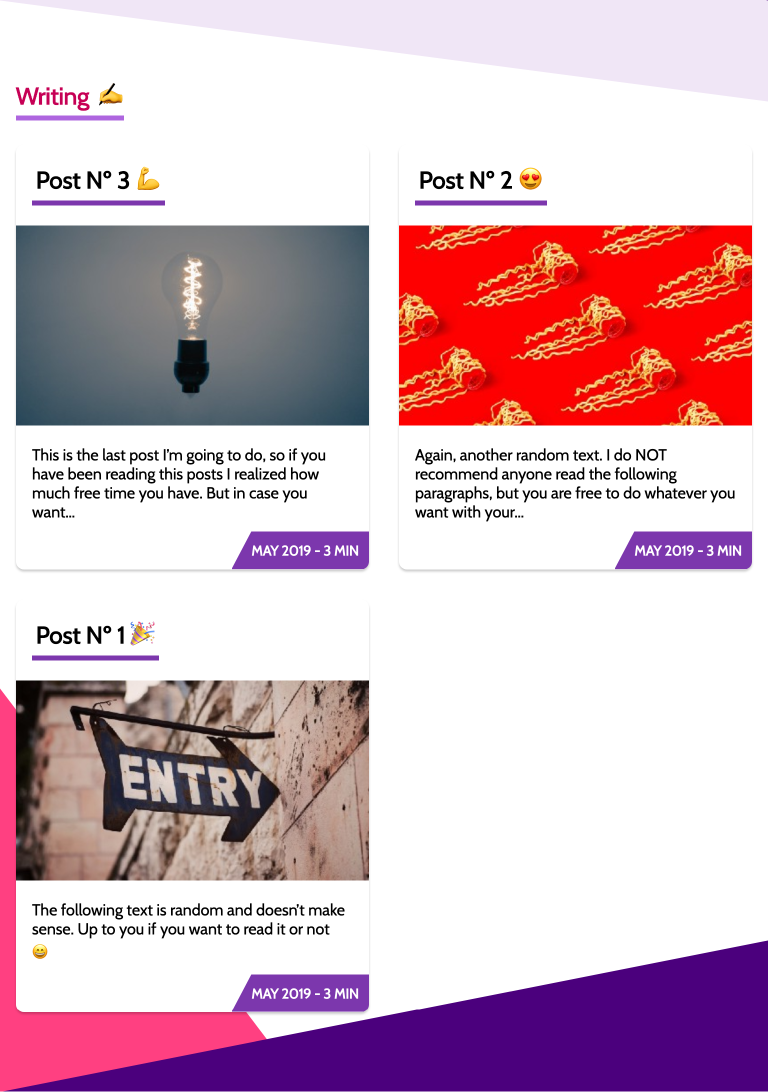 Writing ✍️
Post Nº 3 💪
This is the last post I'm going to do, so if you
have been reading this posts I realized how
much free time you have. But in case you
want...
MAY 2019 - 3 MIN
Post Nº 2 😍
Again, another random text. I do NOT
recommend anyone read the following
paragraphs, but you are free to do whatever you
want with your...
MAY 2019 - 3 MIN
Post Nº 1 🎉
ENTRY
The following text is random and doesn't make
sense. Up to you if you want to read it or not
😄
MAY 2019 - 3 MIN